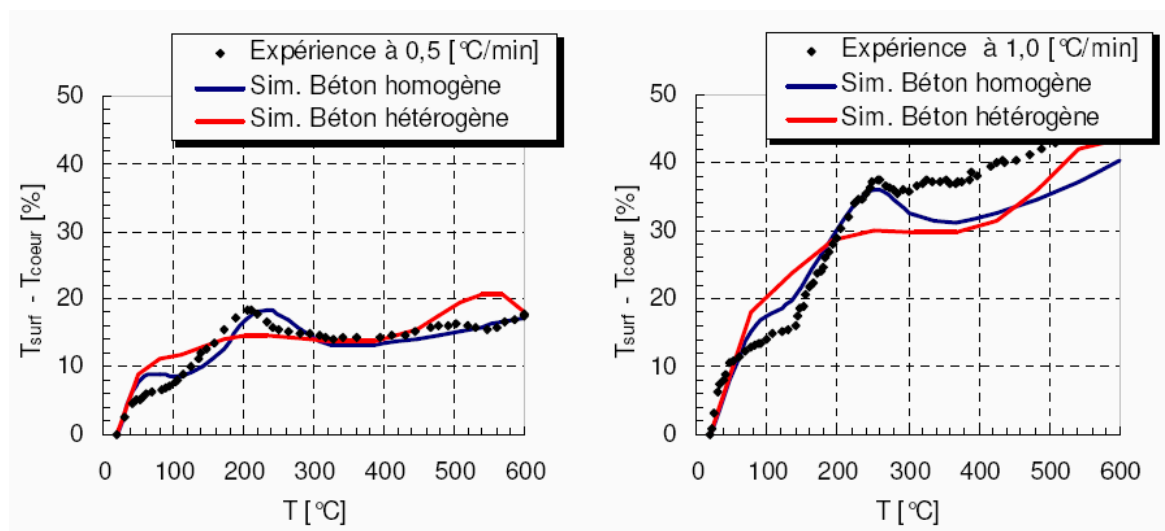 Expérience à 0,5 [°C/min]
Sim. Béton homogène
Sim. Béton hétérogène
50
40
30
20
10
0
Tsurf - Tcoeur [%]
0 100 200 300 400 500 600
T [°C]
Expérience à 1,0 [°C/min]
Sim. Béton homogène
Sim. Béton hétérogène
50
40
30
20
10
0
Tsurf - Tcoeur [%]
0 100 200 300 400 500 600
T [°C]